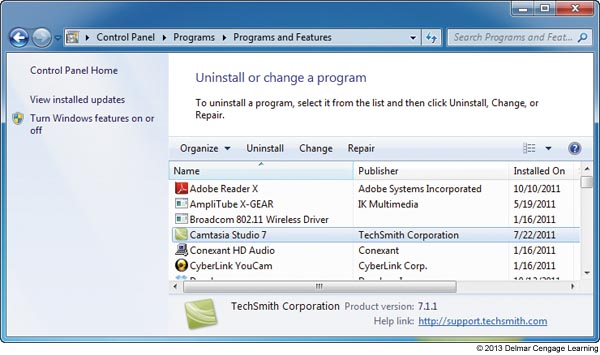 Control Panel ▸ Programs ▸ Programs and Features
Search Programs and Feat...
Control Panel Home
View installed updates
Turn Windows features on or
off
Uninstall or change a program
To uninstall a program, select it from the list and then click Uninstall, Change, or
Repair.
Organize Uninstall Change Repair
Name Publisher Installed On
Adobe Reader X Adobe Systems Incorporated 10/10/2011
AmpliTube X-GEAR IK Multimedia 5/19/2011
Broadcom 802.11 Wireless Driver 1/16/2011
Camtasia Studio 7 TechSmith Corporation 7/22/2011
Conexant HD Audio Conexant 1/16/2011
CyberLink YouCam CyberLink Corp. 1/16/2011
TechSmith Corporation Product version: 7.1.1
Help link: http://support.techsmith.com
© 2013 Delmar Cengage Learning